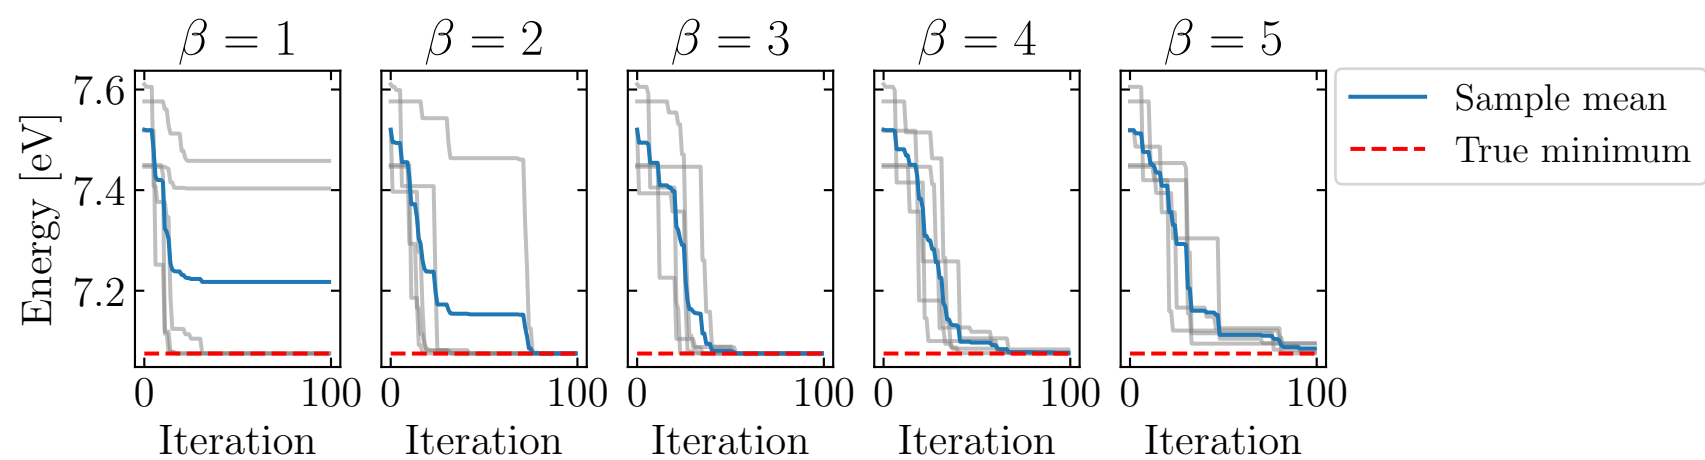 β = 1
β = 2
β = 3
β = 4
β = 5
7.6
7.4
7.2
Energy [eV]
0 100
0 100
0 100
0 100
0 100
Iteration
Iteration
Iteration
Iteration
Iteration
Sample mean
True minimum